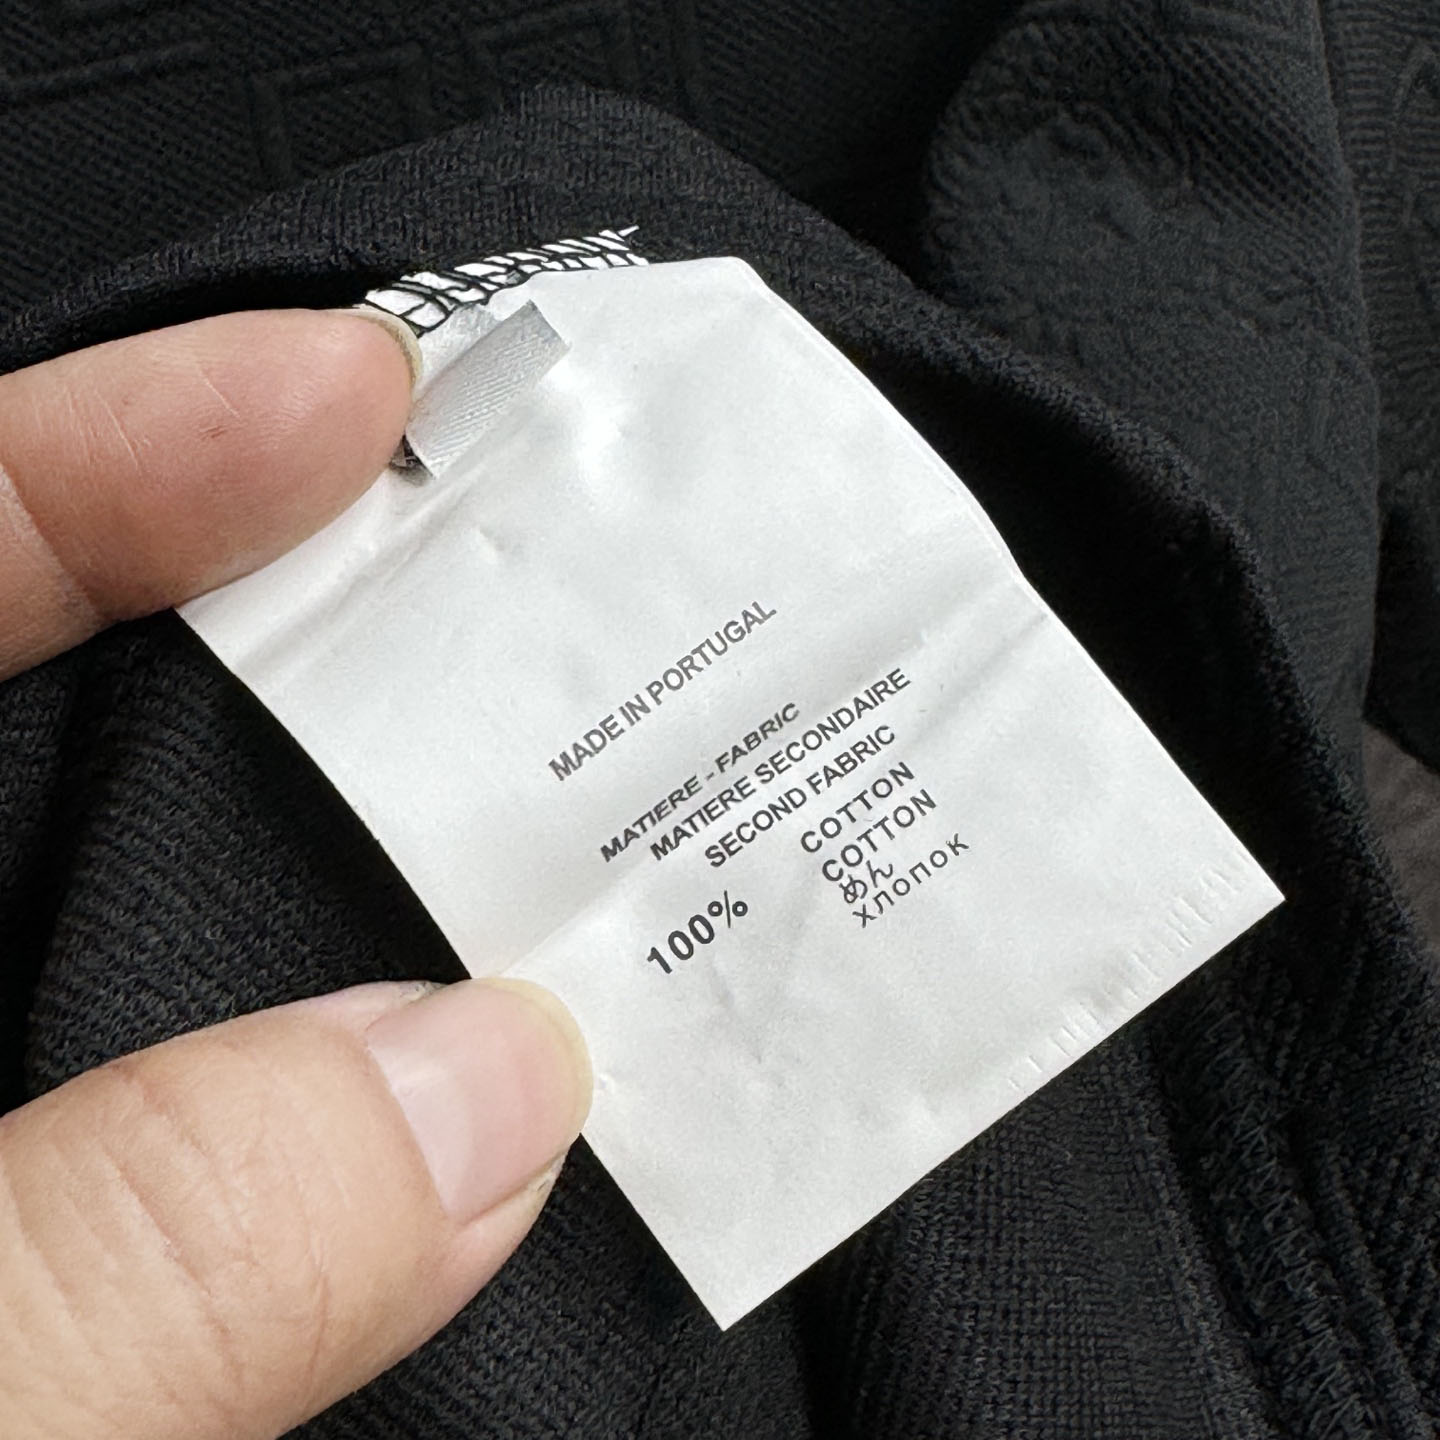 MADE IN PORTUGAL
MATIERE - FABRIC
MATIERE SECONDAIRE
SECOND FABRIC
100% COTTON
COTTON
めん
хлопок